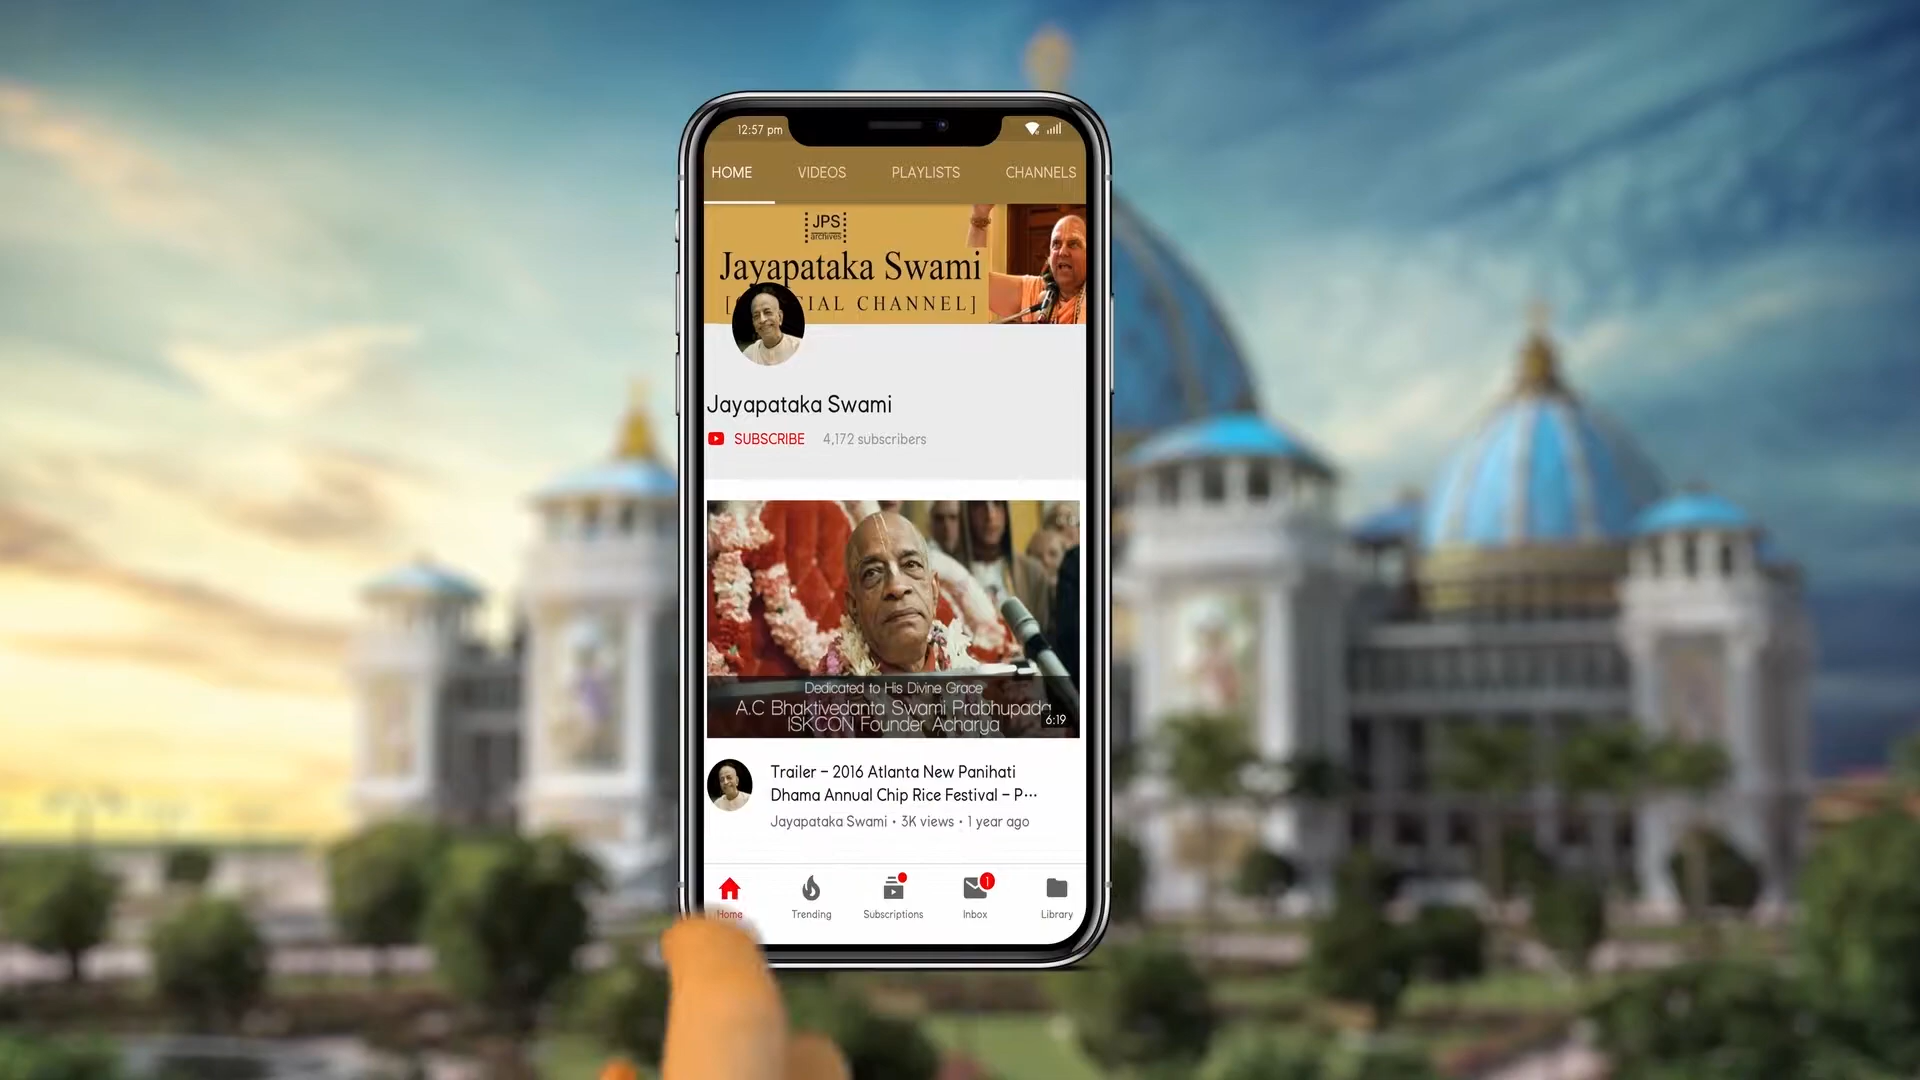 12:57 pm
HOME VIDEOS PLAYLISTS CHANNELS
JPS
archives
Jayapataka Swami
IAL CHANNEL]
Jayapataka Swami
SUBSCRIBE 4,172 subscribers
Dedicated to His Divine Grace
A.C Bhaktivedanta Swami Prabhupada
ISKCON Founder Acharya
6:19
Trailer – 2016 Atlanta New Panihati
Dhama Annual Chip Rice Festival – P···
Jayapataka Swami • 3K views • 1 year ago
1
Home Trending Subscriptions Inbox Library